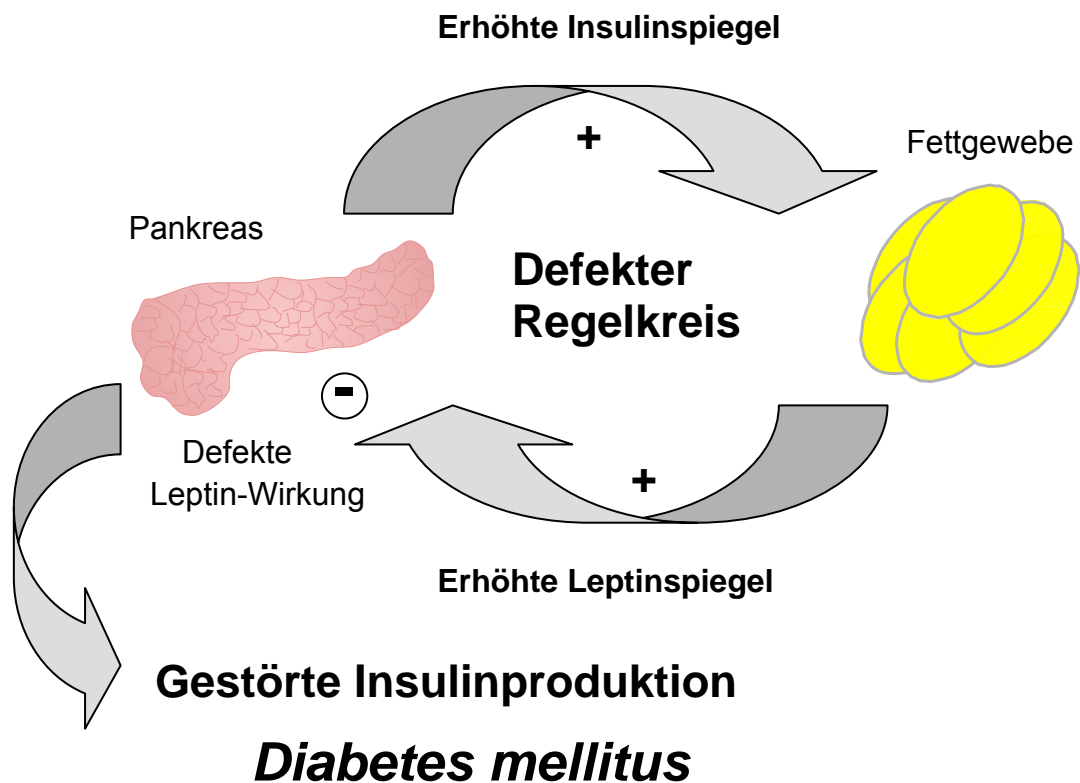 Erhöhte Insulinspiegel
+
Fettgewebe
Pankreas
Defekter
Regelkreis
-
Defekte
Leptin-Wirkung
+
Erhöhte Leptinspiegel
Gestörte Insulinproduktion
Diabetes mellitus